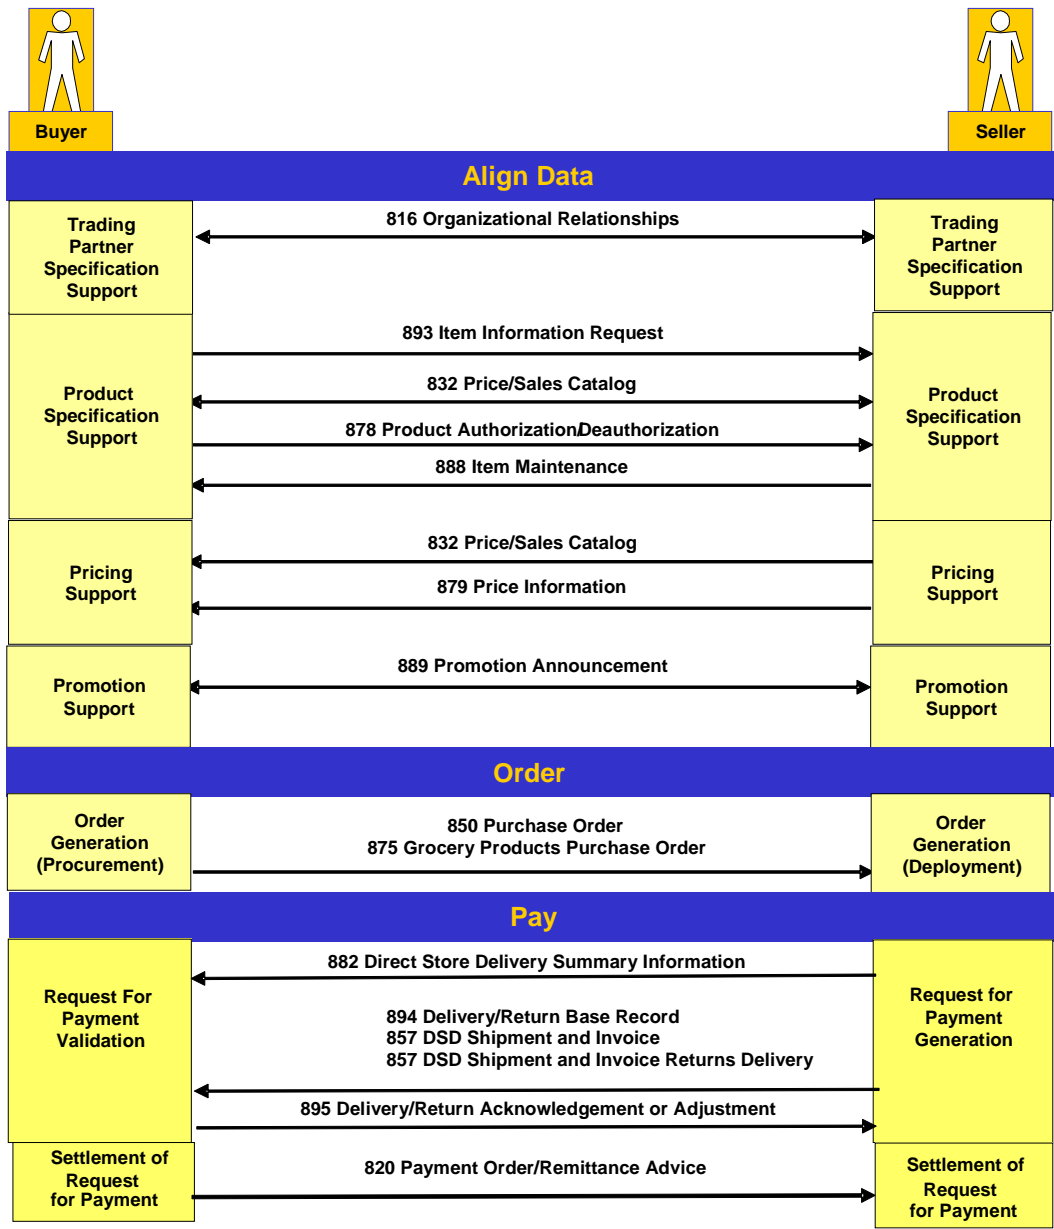 Buyer
Seller
Align Data
Trading
Partner
Specification
Support
816 Organizational Relationships
Trading
Partner
Specification
Support
Product
Specification
Support
893 Item Information Request
832 Price/Sales Catalog
878 Product Authorization/Deauthorization
888 Item Maintenance
Product
Specification
Support
Pricing
Support
832 Price/Sales Catalog
879 Price Information
Pricing
Support
Promotion
Support
889 Promotion Announcement
Promotion
Support
Order
Order
Generation
(Procurement)
850 Purchase Order
875 Grocery Products Purchase Order
Order
Generation
(Deployment)
Pay
Request For
Payment
Validation
882 Direct Store Delivery Summary Information
894 Delivery/Return Base Record
857 DSD Shipment and Invoice
857 DSD Shipment and Invoice Returns Delivery
895 Delivery/Return Acknowledgement or Adjustment
Request for
Payment
Generation
Settlement of
Request
for Payment
820 Payment Order/Remittance Advice
Settlement of
Request
for Payment